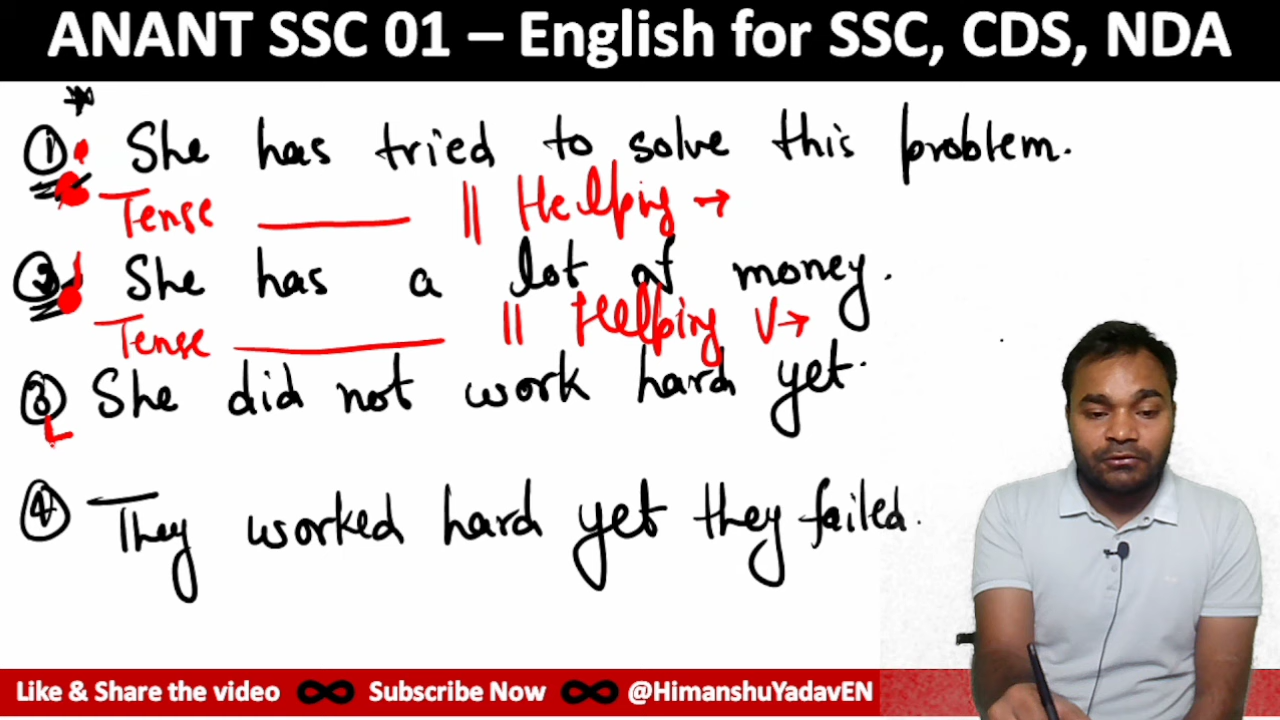 ANANT SSC 01 – English for SSC, CDS, NDA
① She has tried to solve this problem.
Tense ______ || Helping →
② She has a lot of money.
Tense ______ || Helping V→
③ She did not work hard yet.
④ They worked hard yet they failed.
Like & Share the video ∞ Subscribe Now ∞ @HimanshuYadavEN